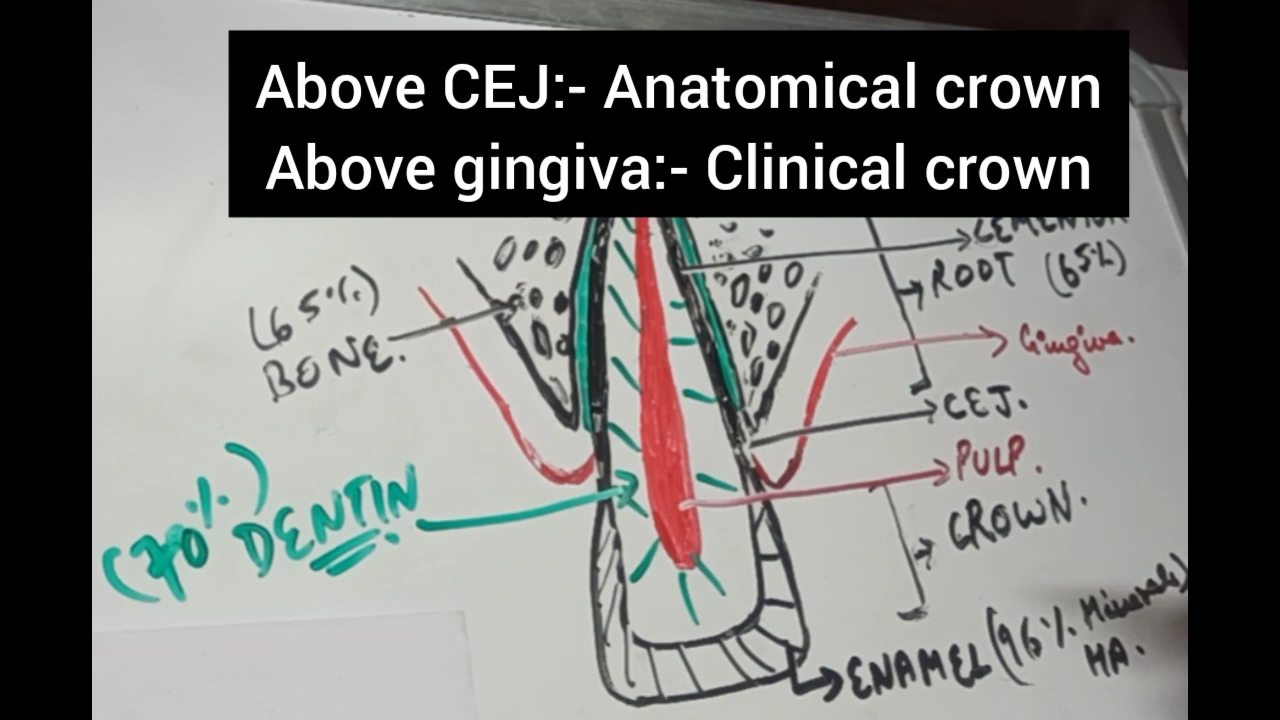 Above CEJ:- Anatomical crown
Above gingiva:- Clinical crown
ROOT (65%)
(65%)
BONE.
Gingiva.
CEJ.
PULP.
CROWN.
(70%)
DENTIN
ENAMEL (96% Minerals)
HA.